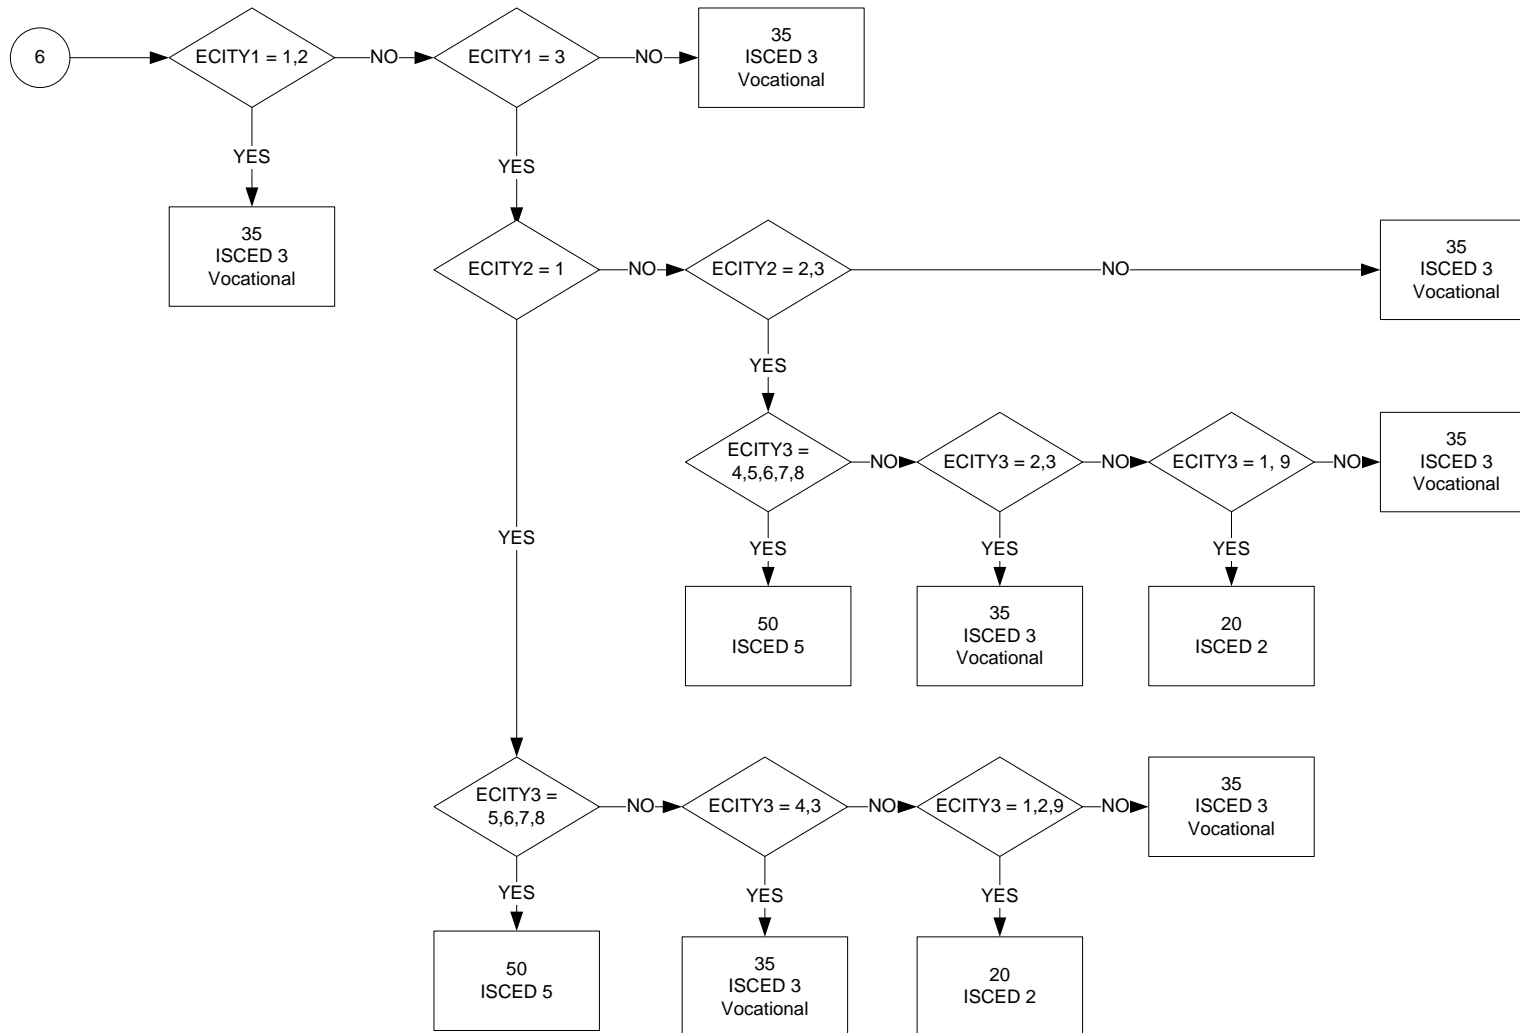 6
ECITY1 = 1,2
NO
ECITY1 = 3
NO
35
ISCED 3
Vocational
YES
YES
35
ISCED 3
Vocational
ECITY2 = 1
NO
ECITY2 = 2,3
NO
35
ISCED 3
Vocational
YES
YES
ECITY3 =
4,5,6,7,8
NO
ECITY3 = 2,3
NO
ECITY3 = 1, 9
NO
35
ISCED 3
Vocational
YES
YES
YES
50
ISCED 5
35
ISCED 3
Vocational
20
ISCED 2
ECITY3 =
5,6,7,8
NO
ECITY3 = 4,3
NO
ECITY3 = 1,2,9
NO
35
ISCED 3
Vocational
YES
YES
YES
50
ISCED 5
35
ISCED 3
Vocational
20
ISCED 2